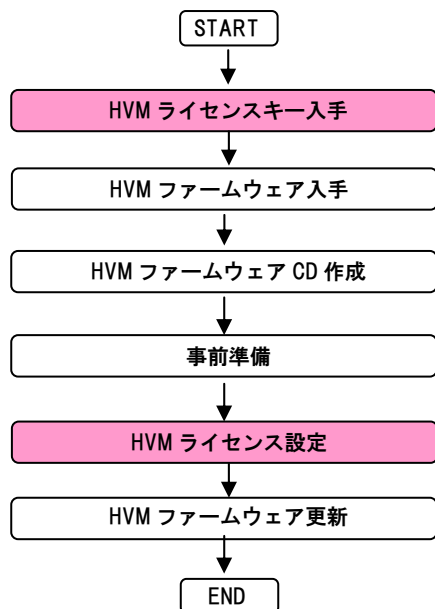 START
HVM ライセンスキー入手
HVM ファームウェア入手
HVM ファームウェア CD 作成
事前準備
HVM ライセンス設定
HVM ファームウェア更新
END